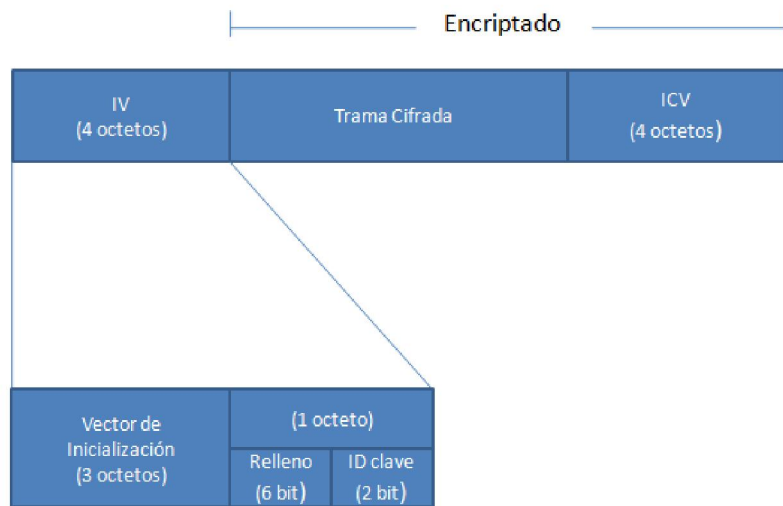 Encriptado
IV
(4 octetos)
Trama Cifrada
ICV
(4 octetos)
Vector de
Inicialización
(3 octetos)
(1 octeto)
Relleno
(6 bit)
ID clave
(2 bit)